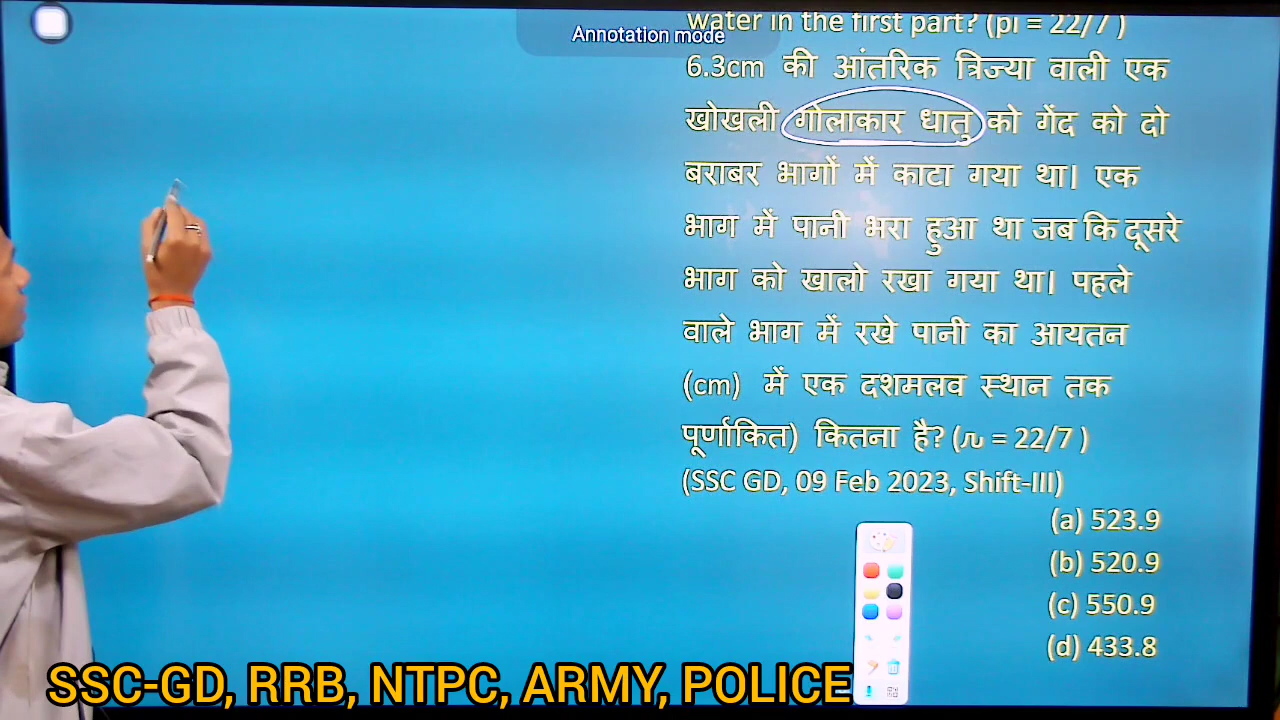 Annotation mode
water in the first part? (pi = 22/7 )
6.3cm की आंतरिक त्रिज्या वाली एक
खोखली गोलाकार धातु को गेंद को दो
बराबर भागों में काटा गया था। एक
भाग में पानी भरा हुआ था जब कि दूसरे
भाग को खालो रखा गया था। पहले
वाले भाग में रखे पानी का आयतन
(cm) में एक दशमलव स्थान तक
पूर्णाकित) कितना है? (𝜋 = 22/7 )
(SSC GD, 09 Feb 2023, Shift-III)
(a) 523.9
(b) 520.9
(c) 550.9
(d) 433.8
SSC-GD, RRB, NTPC, ARMY, POLICE